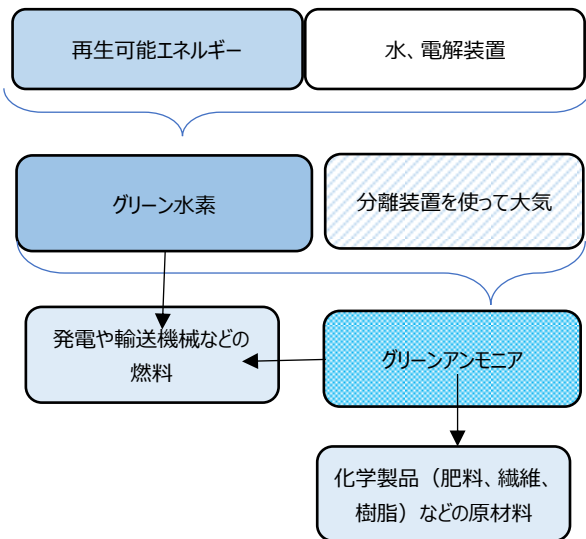 再生可能エネルギー
水、電解装置
グリーン水素
分離装置を使って大気
発電や輸送機械などの
燃料
グリーンアンモニア
化学製品（肥料、繊維、
樹脂）などの原材料